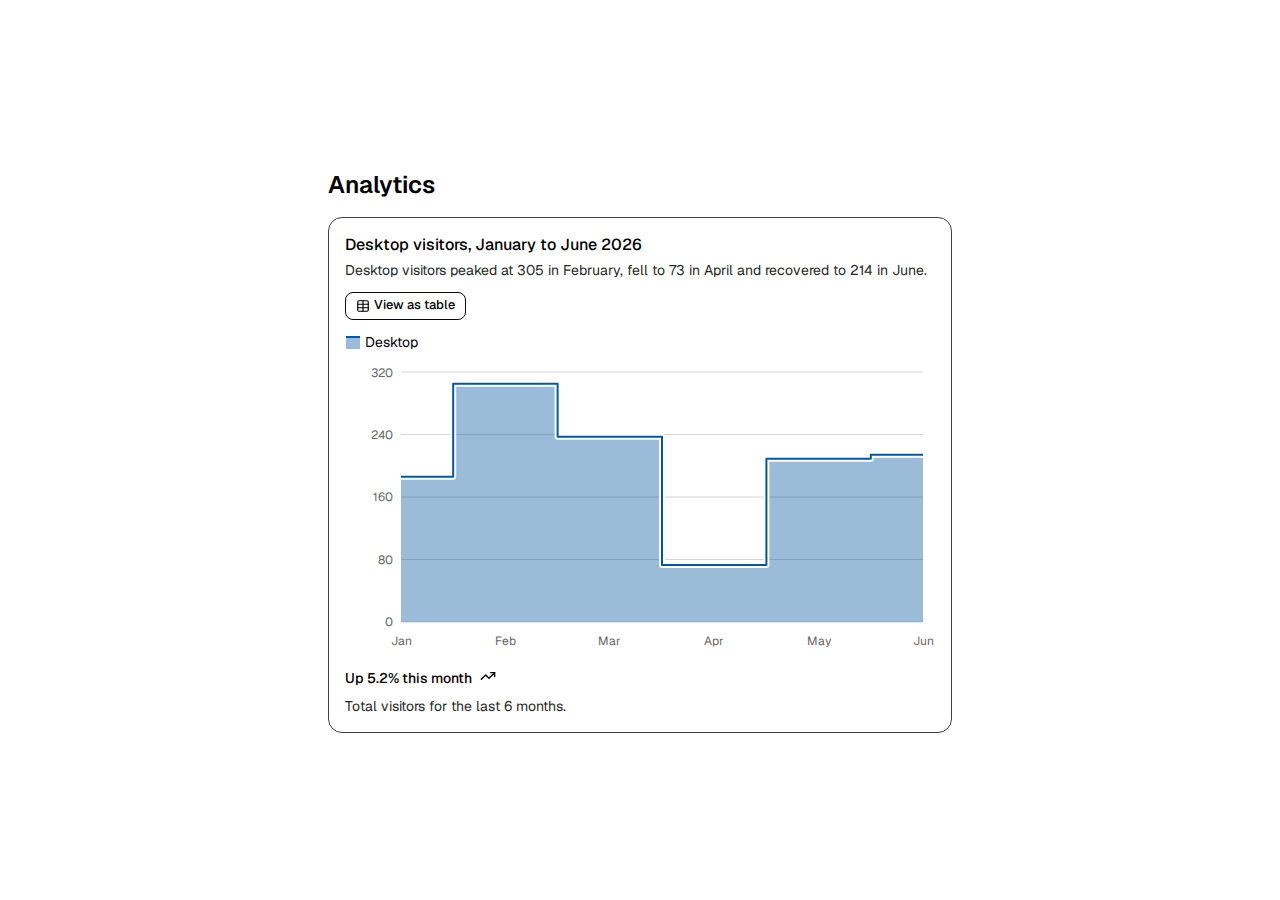 Analytics
Desktop visitors, January to June 2026
Desktop visitors peaked at 305 in February, fell to 73 in April and recovered to 214 in June.
View as table
Desktop
320
240
160
80
0
Jan Feb Mar Apr May Jun
Up 5.2% this month
Total visitors for the last 6 months.